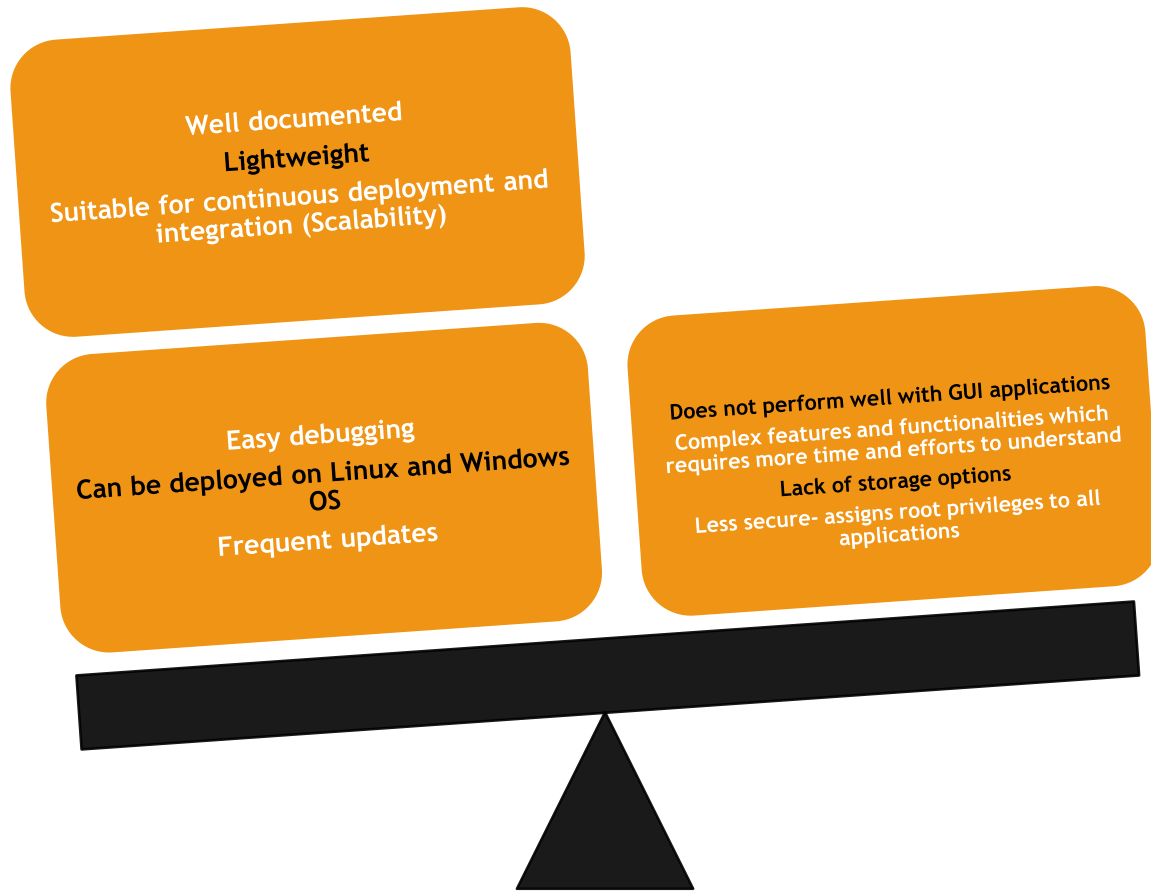 Well documented
Lightweight
Suitable for continuous deployment and
integration (Scalability)
Easy debugging
Can be deployed on Linux and Windows
OS
Frequent updates
Does not perform well with GUI applications
Complex features and functionalities which
requires more time and efforts to understand
Lack of storage options
Less secure- assigns root privileges to all
applications